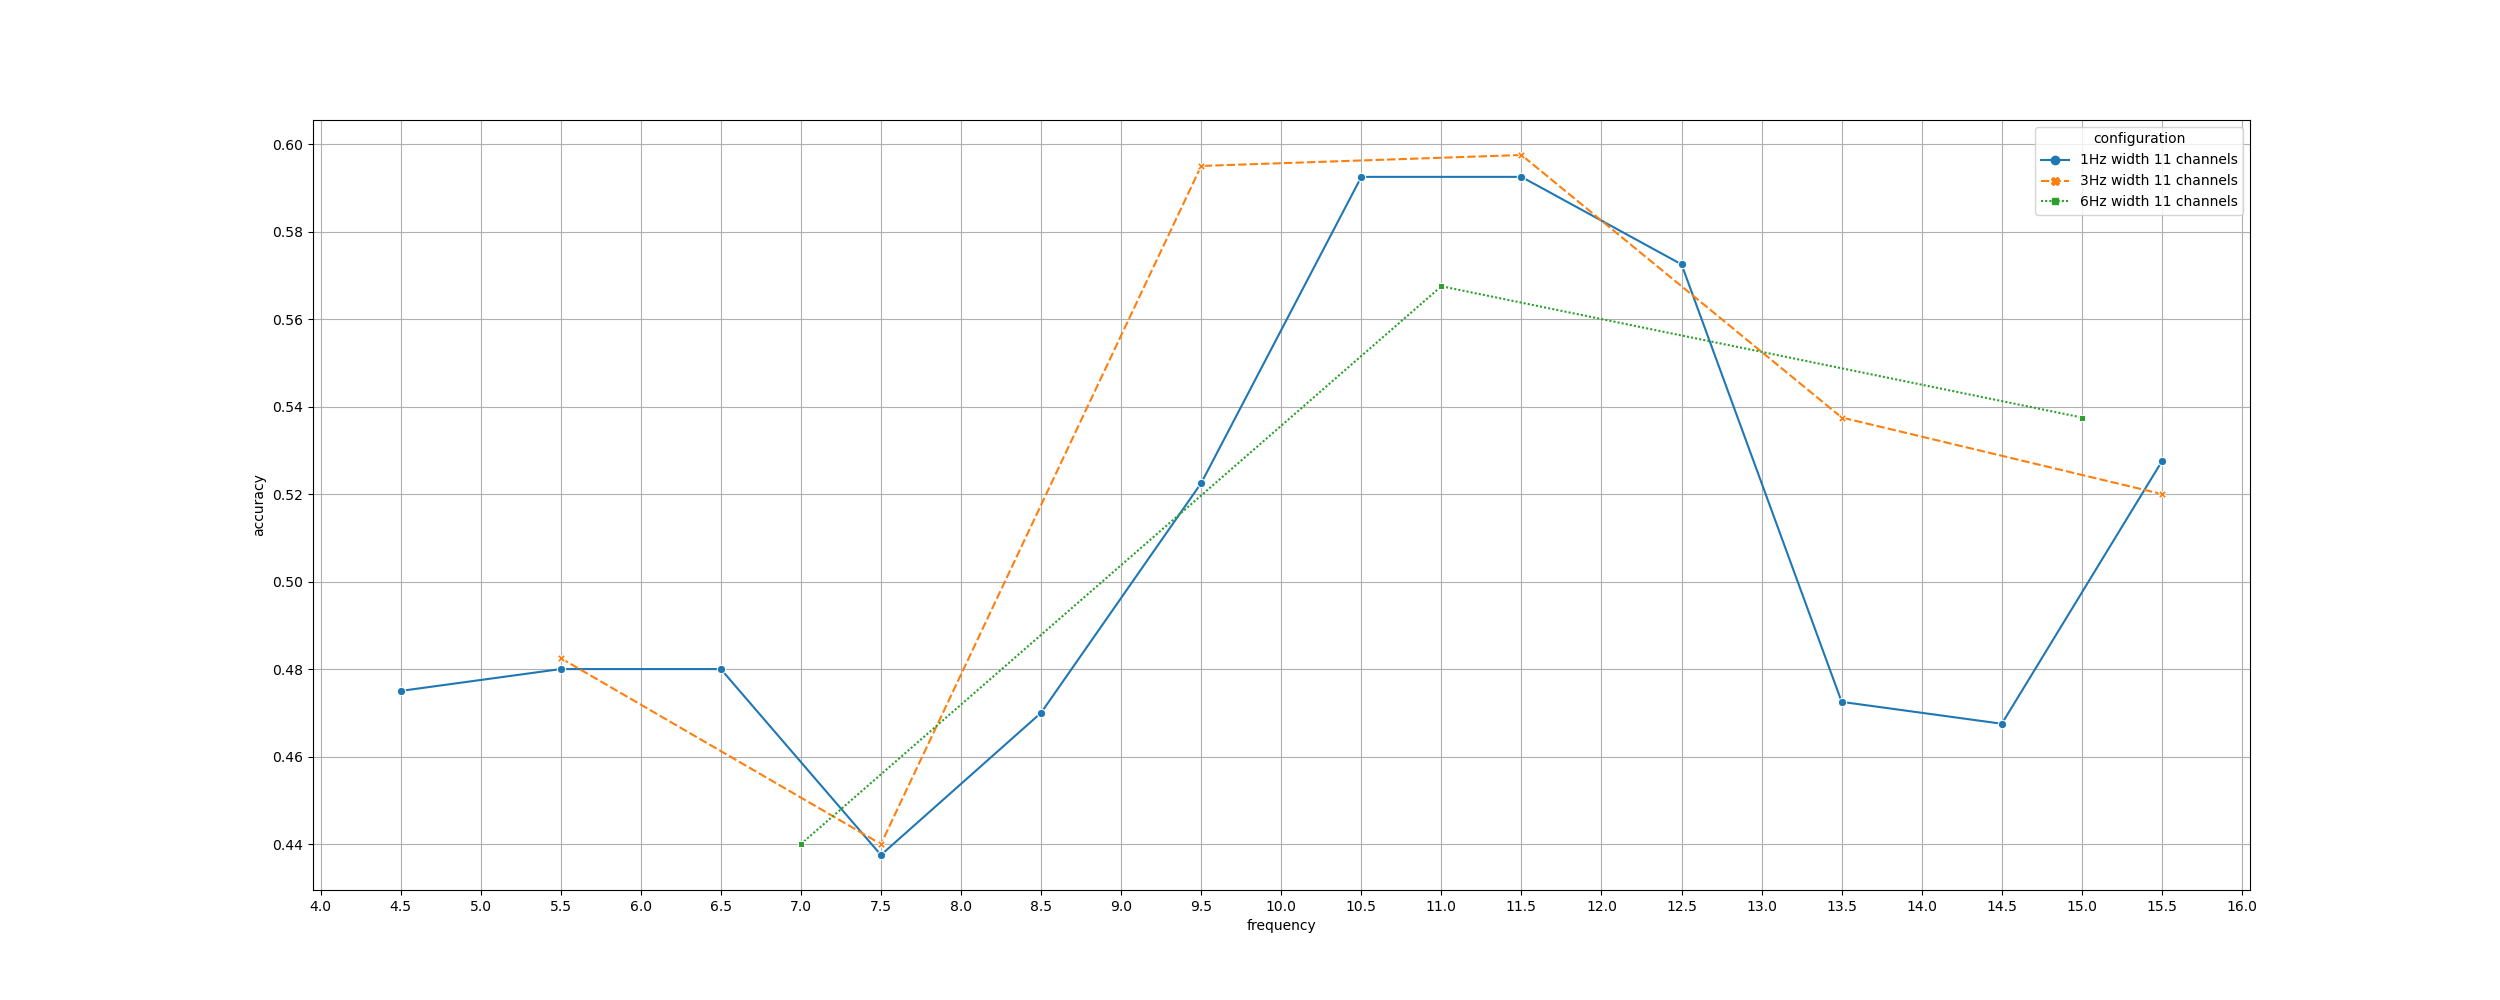 configuration
1Hz width 11 channels
3Hz width 11 channels
6Hz width 11 channels
0.60
0.58
0.56
0.54
0.52
0.50
0.48
0.46
0.44
accuracy
4.0 4.5 5.0 5.5 6.0 6.5 7.0 7.5 8.0 8.5 9.0 9.5 10.0 10.5 11.0 11.5 12.0 12.5 13.0 13.5 14.0 14.5 15.0 15.5 16.0
frequency